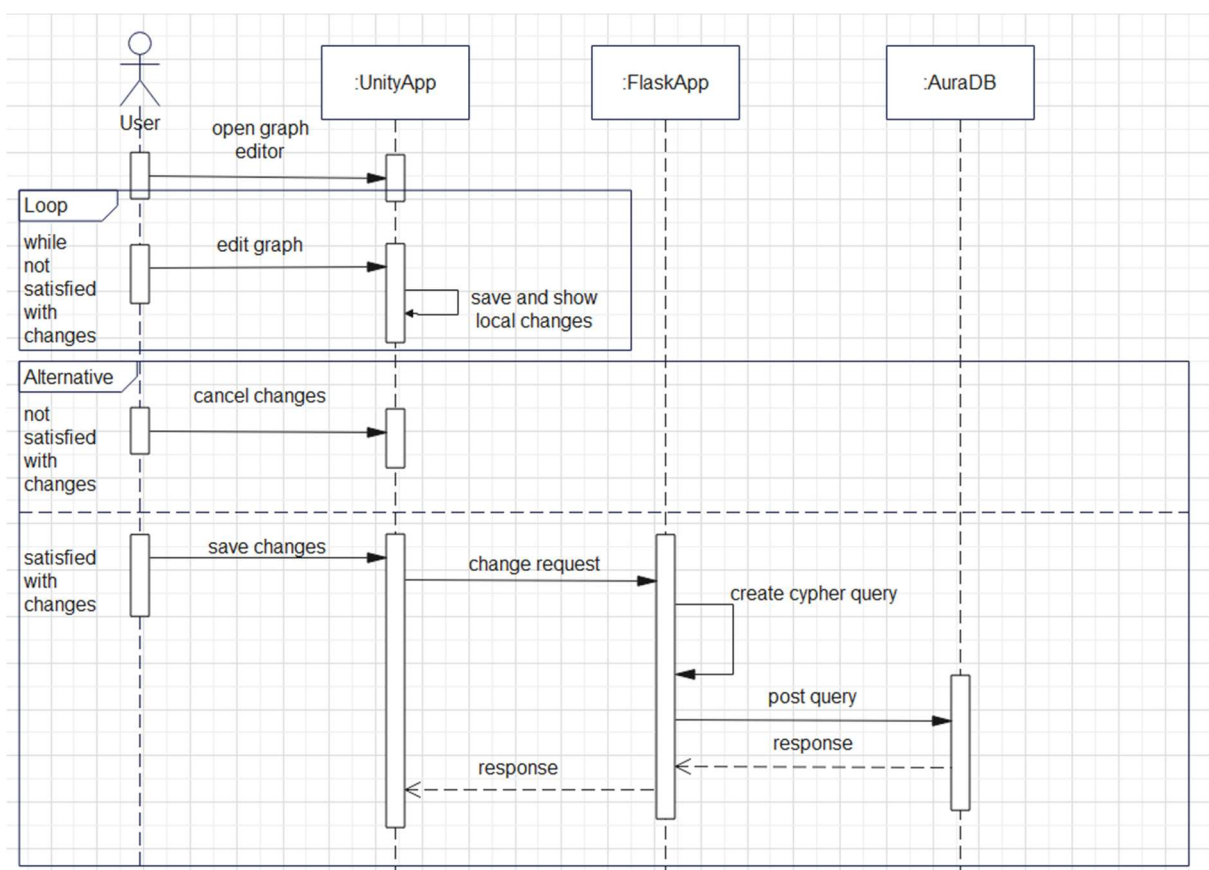 :UnityApp
:FlaskApp
:AuraDB
User
open graph
editor
Loop
while
not
satisfied
with
changes
edit graph
save and show
local changes
Alternative
not
satisfied
with
changes
cancel changes
satisfied
with
changes
save changes
change request
create cypher query
post query
response
response